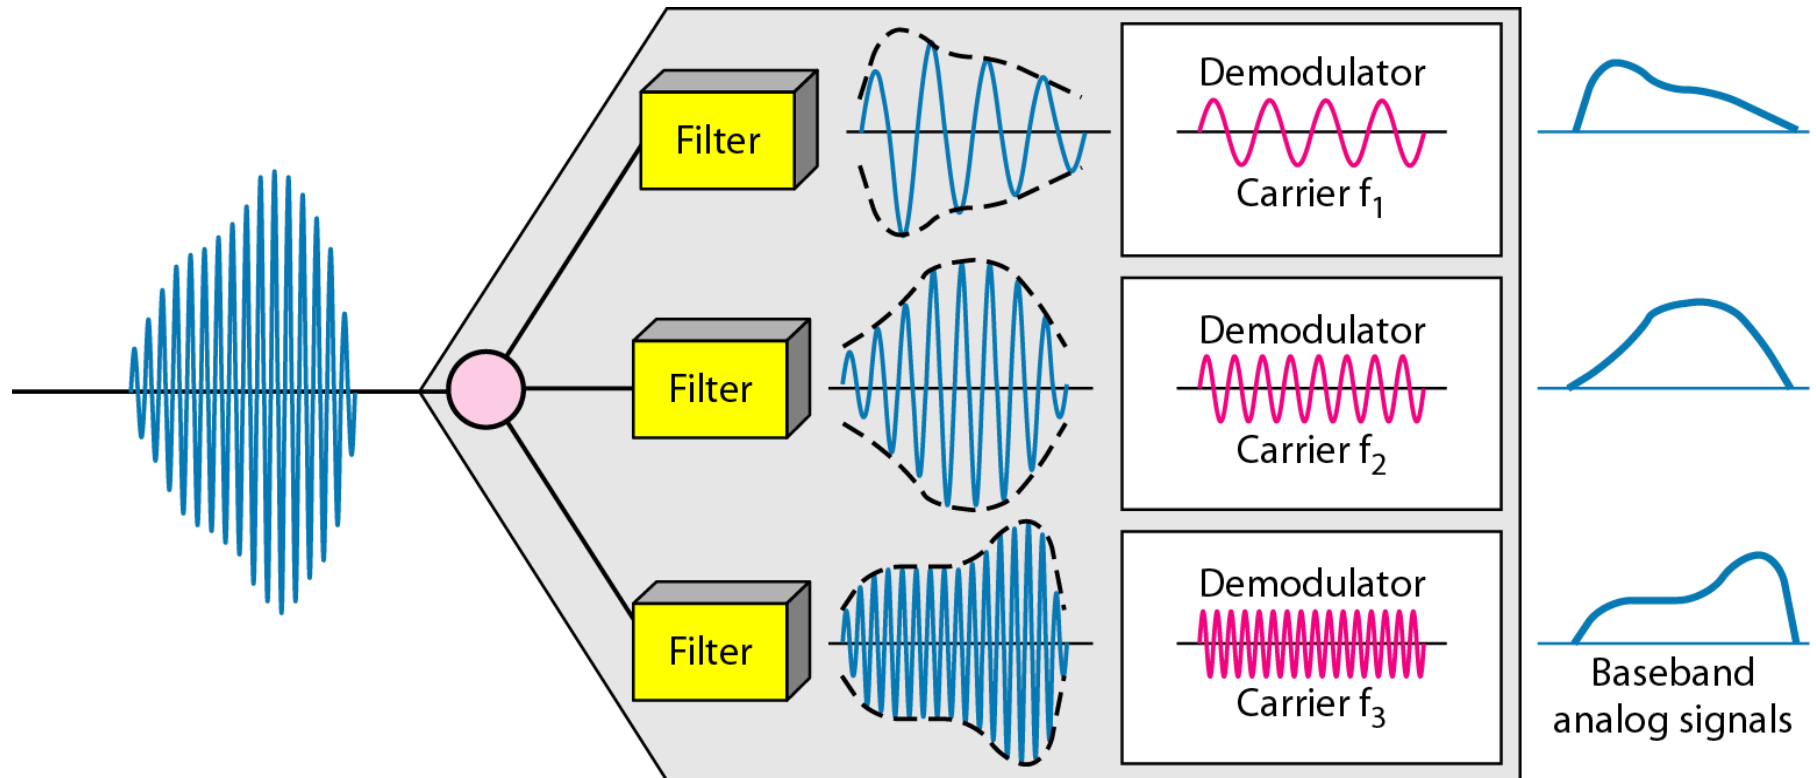 Filter
Demodulator
Carrier f₁
Filter
Demodulator
Carrier f₂
Filter
Demodulator
Carrier f₃
Baseband
analog signals